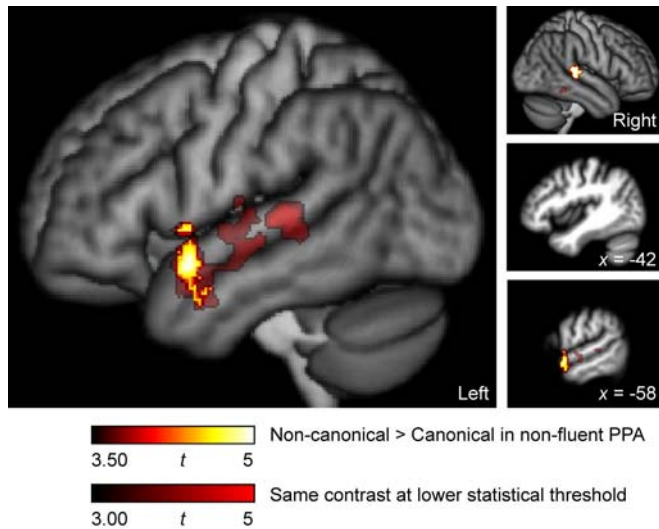 Left
Right
x = -42
x = -58
3.50 t 5
Non-canonical > Canonical in non-fluent PPA
3.00 t 5
Same contrast at lower statistical threshold